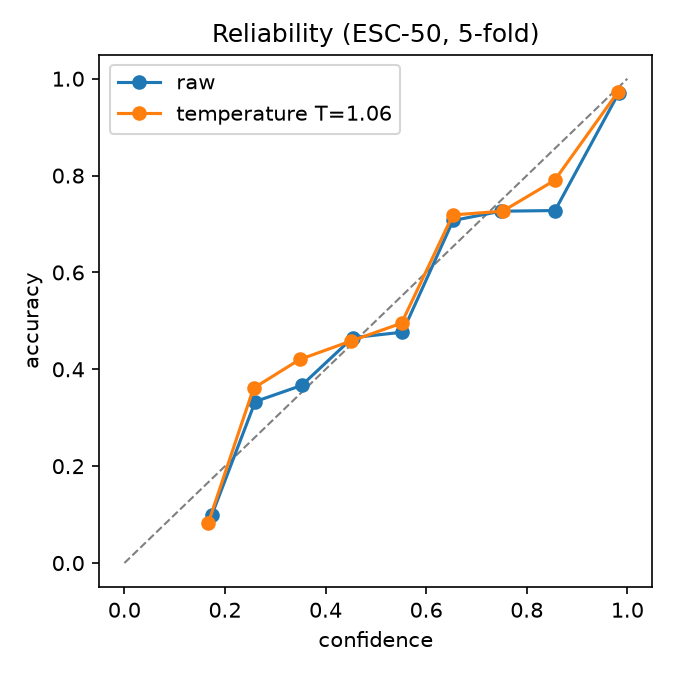 Reliability (ESC-50, 5-fold)
raw
temperature T=1.06
1.0
0.8
0.6
0.4
0.2
0.0
accuracy
0.0 0.2 0.4 0.6 0.8 1.0
confidence